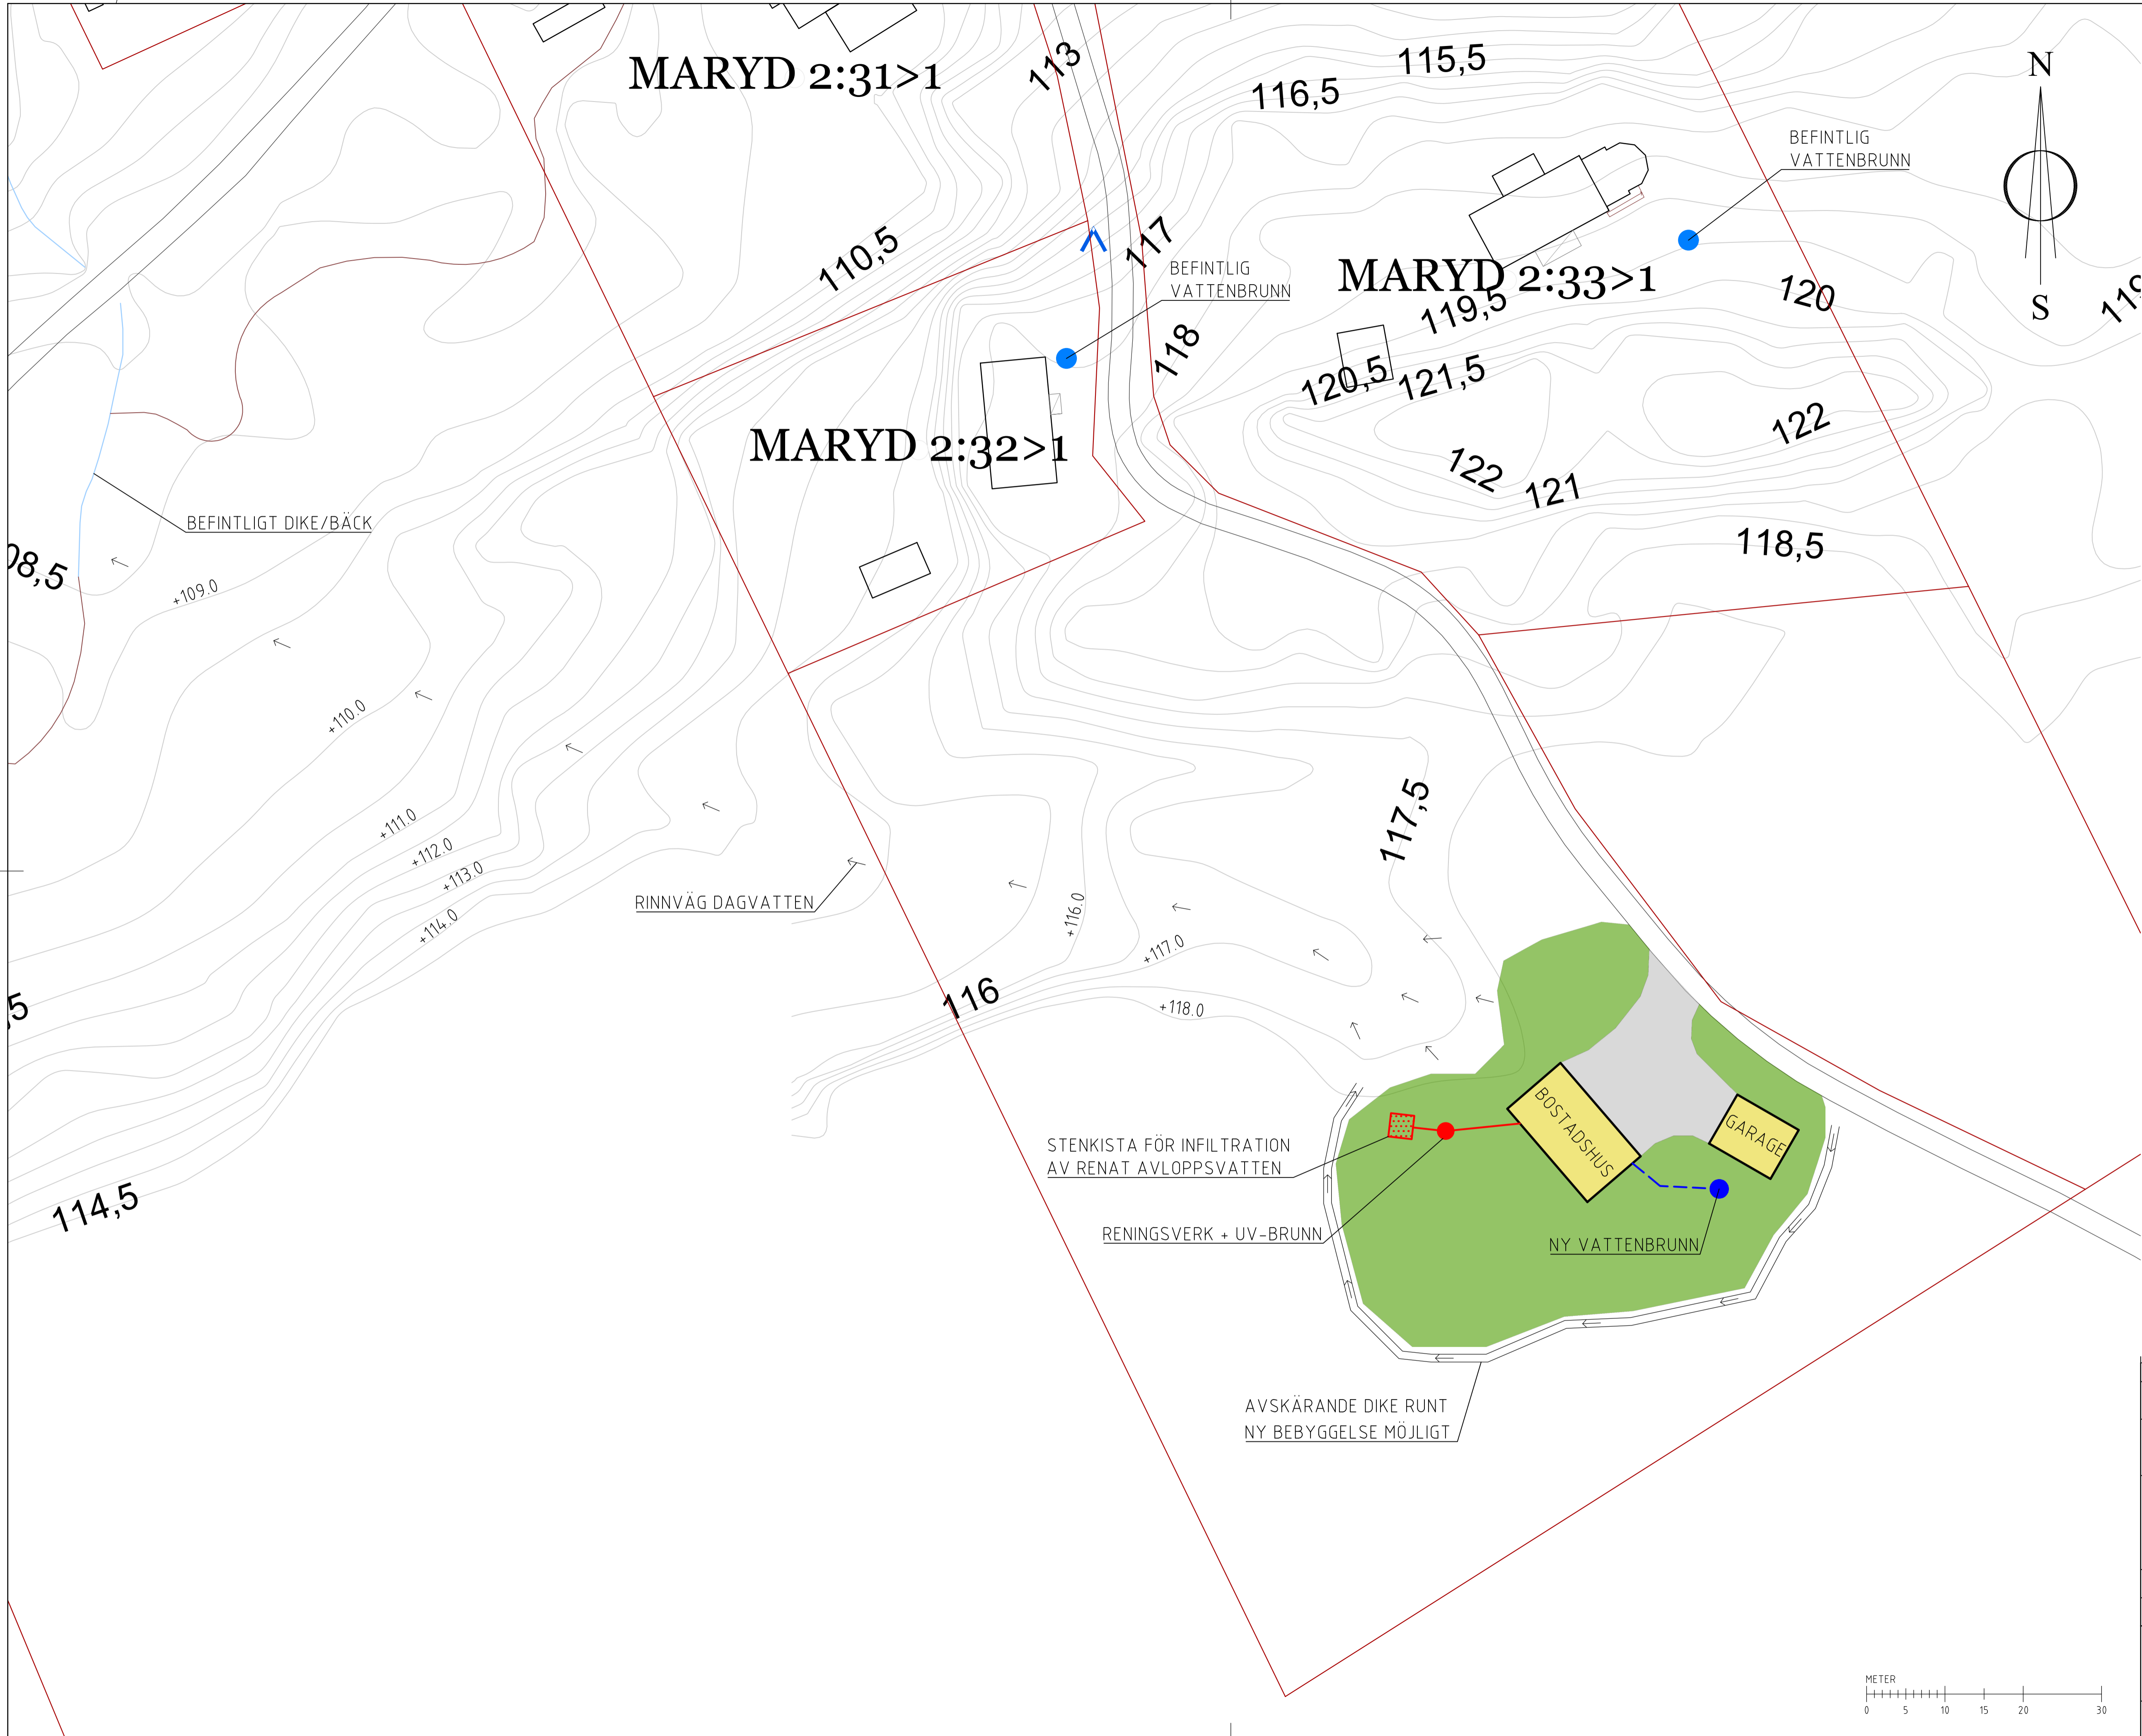 MARYD 2:31>1
113
115,5
116,5
N
BEFINTLIG
VATTENBRUNN
110,5
117
BEFINTLIG
VATTENBRUNN
MARYD 2:33>1
119,5
120
S
118
120,5
121,5
122
MARYD 2:32>1
122
121
BEFINTLIGT DIKE/BÄCK
118,5
08,5
+109.0
+110.0
117,5
+111.0
+112.0
+113.0
+114.0
RINNVÄG DAGVATTEN
+116.0
+117.0
116
+118.0
,5
BOSTADSHUS
GARAGE
STENKISTA FÖR INFILTRATION
AV RENAT AVLOPPSVATTEN
114,5
RENINGSVERK + UV-BRUNN
NY VATTENBRUNN
AVSKÄRANDE DIKE RUNT
NY BEBYGGELSE MÖJLIGT
METER
0 5 10 15 20 30